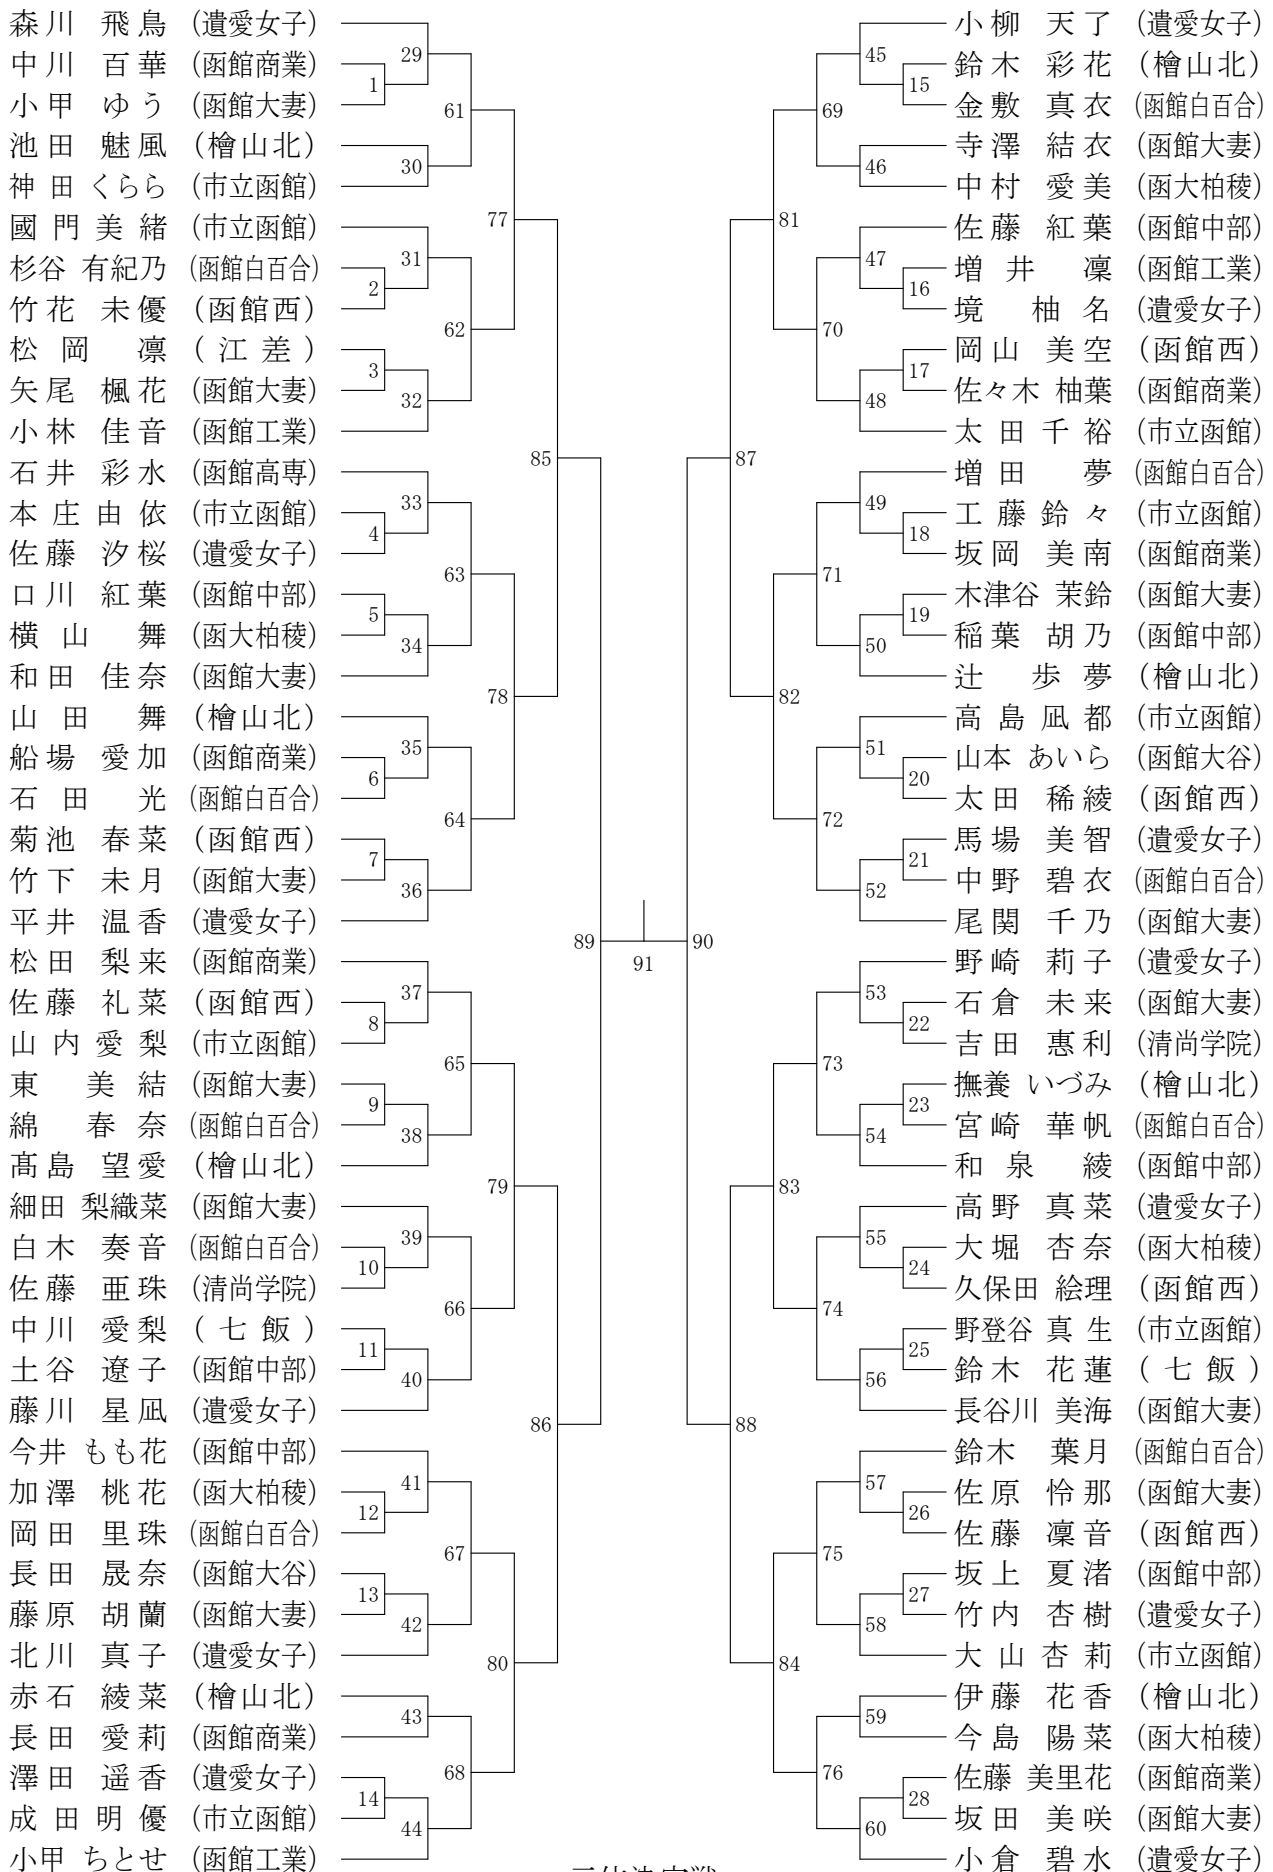 森川 飛鳥 (遺愛女子)
中川 百華 (函館商業)
小甲 ゆう (函館大妻)
池田 魅風 (檜山北)
神田 くらら (市立函館)
國門 美緒 (市立函館)
杉谷 有紀乃 (函館白百合)
竹花 未優 (函館西)
松岡 凛 (江差)
矢尾 楓花 (函館大妻)
小林 佳音 (函館工業)
石井 彩水 (函館高専)
本庄 由依 (市立函館)
佐藤 汐桜 (遺愛女子)
口川 紅葉 (函館中部)
横山 舞 (函大柏稜)
和田 佳奈 (函館大妻)
山田 舞 (檜山北)
船場 愛加 (函館商業)
石田 光 (函館白百合)
菊池 春菜 (函館西)
竹下 未月 (函館大妻)
平井 温香 (遺愛女子)
松田 梨来 (函館商業)
佐藤 礼菜 (函館西)
山内 愛梨 (市立函館)
東 美結 (函館大妻)
綿 春奈 (函館白百合)
髙島 望愛 (檜山北)
細田 梨織菜 (函館大妻)
白木 奏音 (函館白百合)
佐藤 亜珠 (清尚学院)
中川 愛梨 (七飯)
土谷 遼子 (函館中部)
藤川 星凪 (遺愛女子)
今井 もも花 (函館中部)
加澤 桃花 (函大柏稜)
岡田 里珠 (函館白百合)
長田 晟奈 (函館大谷)
藤原 胡蘭 (函館大妻)
北川 真子 (遺愛女子)
赤石 綾菜 (檜山北)
長田 愛莉 (函館商業)
澤田 遥香 (遺愛女子)
成田 明優 (市立函館)
小甲 ちとせ (函館工業)
29
1
61
30
77
31
2
62
3
32
85
33
4
63
5
34
78
35
6
64
7
36
89
91
90
37
8
65
9
38
79
39
10
66
11
40
86
41
12
67
13
42
80
43
68
14
44
45
15
69
46
81
47
16
70
17
48
87
49
18
71
19
50
82
51
20
72
21
52
53
22
73
23
54
83
55
24
74
25
56
88
57
26
75
27
58
84
59
76
28
60
小柳 天了 (遺愛女子)
鈴木 彩花 (檜山北)
金敷 真衣 (函館白百合)
寺澤 結衣 (函館大妻)
中村 愛美 (函大柏稜)
佐藤 紅葉 (函館中部)
増井 凜 (函館工業)
境 柚名 (遺愛女子)
岡山 美空 (函館西)
佐々木 柚葉 (函館商業)
太田 千裕 (市立函館)
増田 夢 (函館白百合)
工藤 鈴々 (市立函館)
坂岡 美南 (函館商業)
木津谷 茉鈴 (函館大妻)
稲葉 胡乃 (函館中部)
辻 歩夢 (檜山北)
高島 凪都 (市立函館)
山本 あいら (函館大谷)
太田 稀綾 (函館西)
馬場 美智 (遺愛女子)
中野 碧衣 (函館白百合)
尾関 千乃 (函館大妻)
野崎 莉子 (遺愛女子)
石倉 未来 (函館大妻)
吉田 惠利 (清尚学院)
撫養 いづみ (檜山北)
宮崎 華帆 (函館白百合)
和泉 綾 (函館中部)
高野 真菜 (遺愛女子)
大堀 杏奈 (函大柏稜)
久保田 絵理 (函館西)
野登谷 真生 (市立函館)
鈴木 花蓮 (七飯)
長谷川 美海 (函館大妻)
鈴木 葉月 (函館白百合)
佐原 怜那 (函館大妻)
佐藤 凜音 (函館西)
坂上 夏渚 (函館中部)
竹内 杏樹 (遺愛女子)
大山 杏莉 (市立函館)
伊藤 花香 (檜山北)
今島 陽菜 (函大柏稜)
佐藤 美里花 (函館商業)
坂田 美咲 (函館大妻)
小倉 碧水 (遺愛女子)